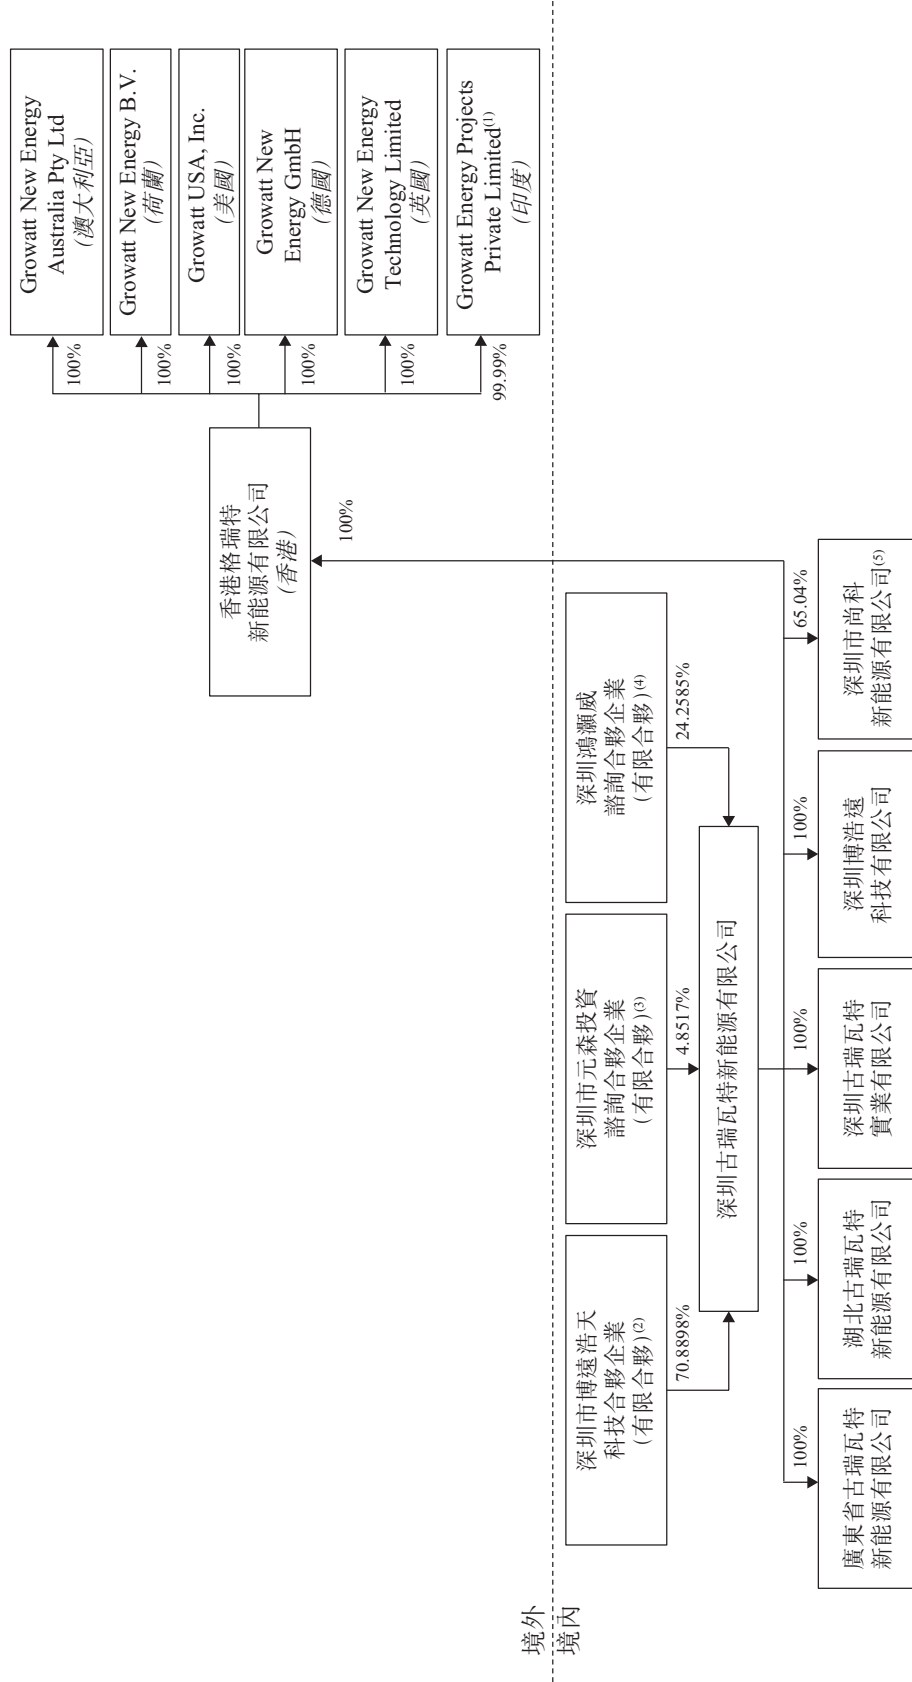 Growatt New Energy
Australia Pty Ltd
(澳大利亞)
Growatt New Energy B.V.
(荷蘭)
Growatt USA, Inc.
(美國)
Growatt New
Energy GmbH
(德國)
Growatt New Energy
Technology Limited
(英國)
Growatt Energy Projects
Private Limited(1)
(印度)
100%
100%
100%
100%
100%
99.99%
香港格瑞特
新能源有限公司
(香港)
100%
境外
境內
深圳市博遠浩天
科技合夥企業
(有限合夥)(2)
深圳市元森投資
諮詢合夥企業
(有限合夥)(3)
深圳鴻灝威
諮詢合夥企業
(有限合夥)(4)
70.8898%
4.8517%
24.2585%
深圳古瑞瓦特新能源有限公司
100%
100%
100%
100%
65.04%
廣東省古瑞瓦特
新能源有限公司
湖北古瑞瓦特
新能源有限公司
深圳古瑞瓦特
實業有限公司
深圳博浩遠
科技有限公司
深圳市尚科
新能源有限公司(5)